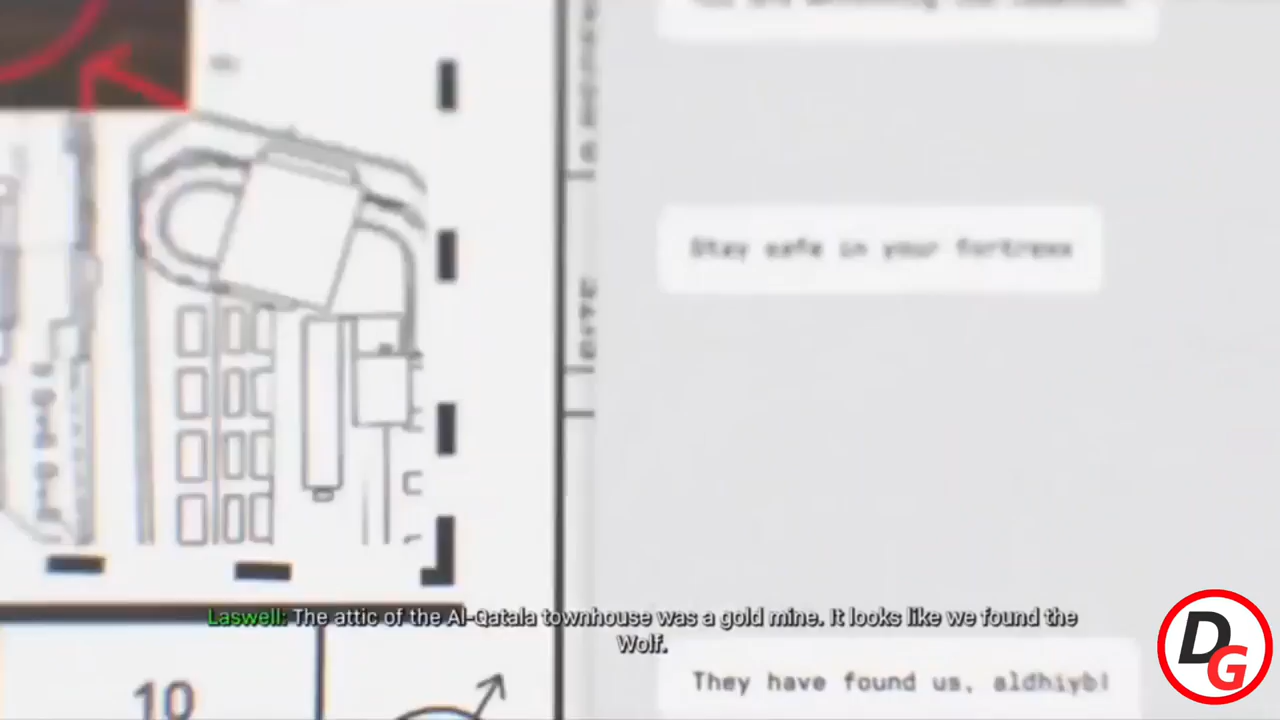 Stay safe in your fortress
Laswell: The attic of the Al-Qatala townhouse was a gold mine. It looks like we found the
Wolf.
They have found us, aldhiyb!
10
DG